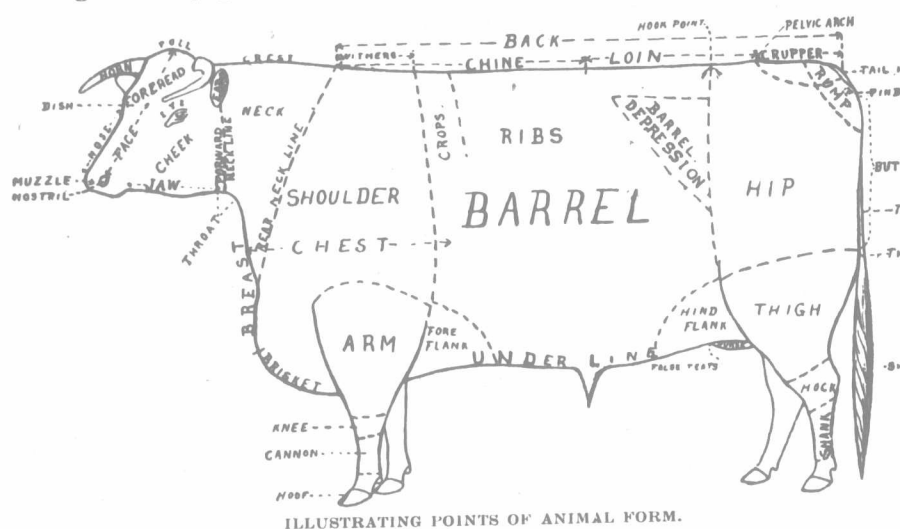 POLL
HOOK POINT.
PELVIC ARCH
BACK
WITHERS
CHINE
LOIN
CRUPPER
CREST
HORN
FOREHEAD
EAR
EYE
DISH
NOSE
FACE
CHEEK
JAW
MUZZLE
NOSTRIL
FORWARD NECK LINE
NECK
REAR NECK LINE
THROAT
SHOULDER
CROPS
RIBS
BARREL DEPRESSION
BARREL
HIP
RUMP
TAIL
PIN
BUT
CHEST
BREAST
BRISKET
ARM
FORE FLANK
UNDER LINE
HIND FLANK
FALSE TEATS
THIGH
HOCK
SHANK
KNEE
CANNON
HOOF
ILLUSTRATING POINTS OF ANIMAL FORM.